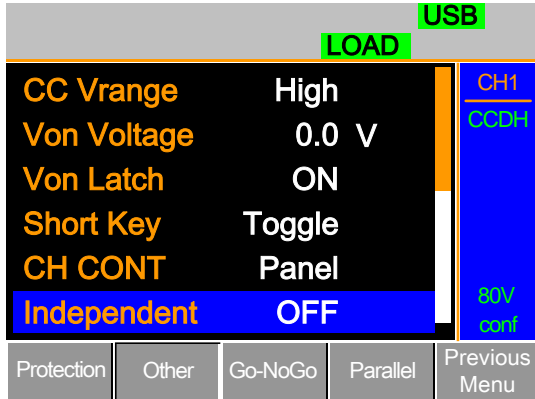 USB
LOAD
CC Vrange High
Von Voltage 0.0 V
Von Latch ON
Short Key Toggle
CH CONT Panel
Independent OFF
CH1
CCDH
80V
conf
Protection Other Go-NoGo Parallel Previous Menu